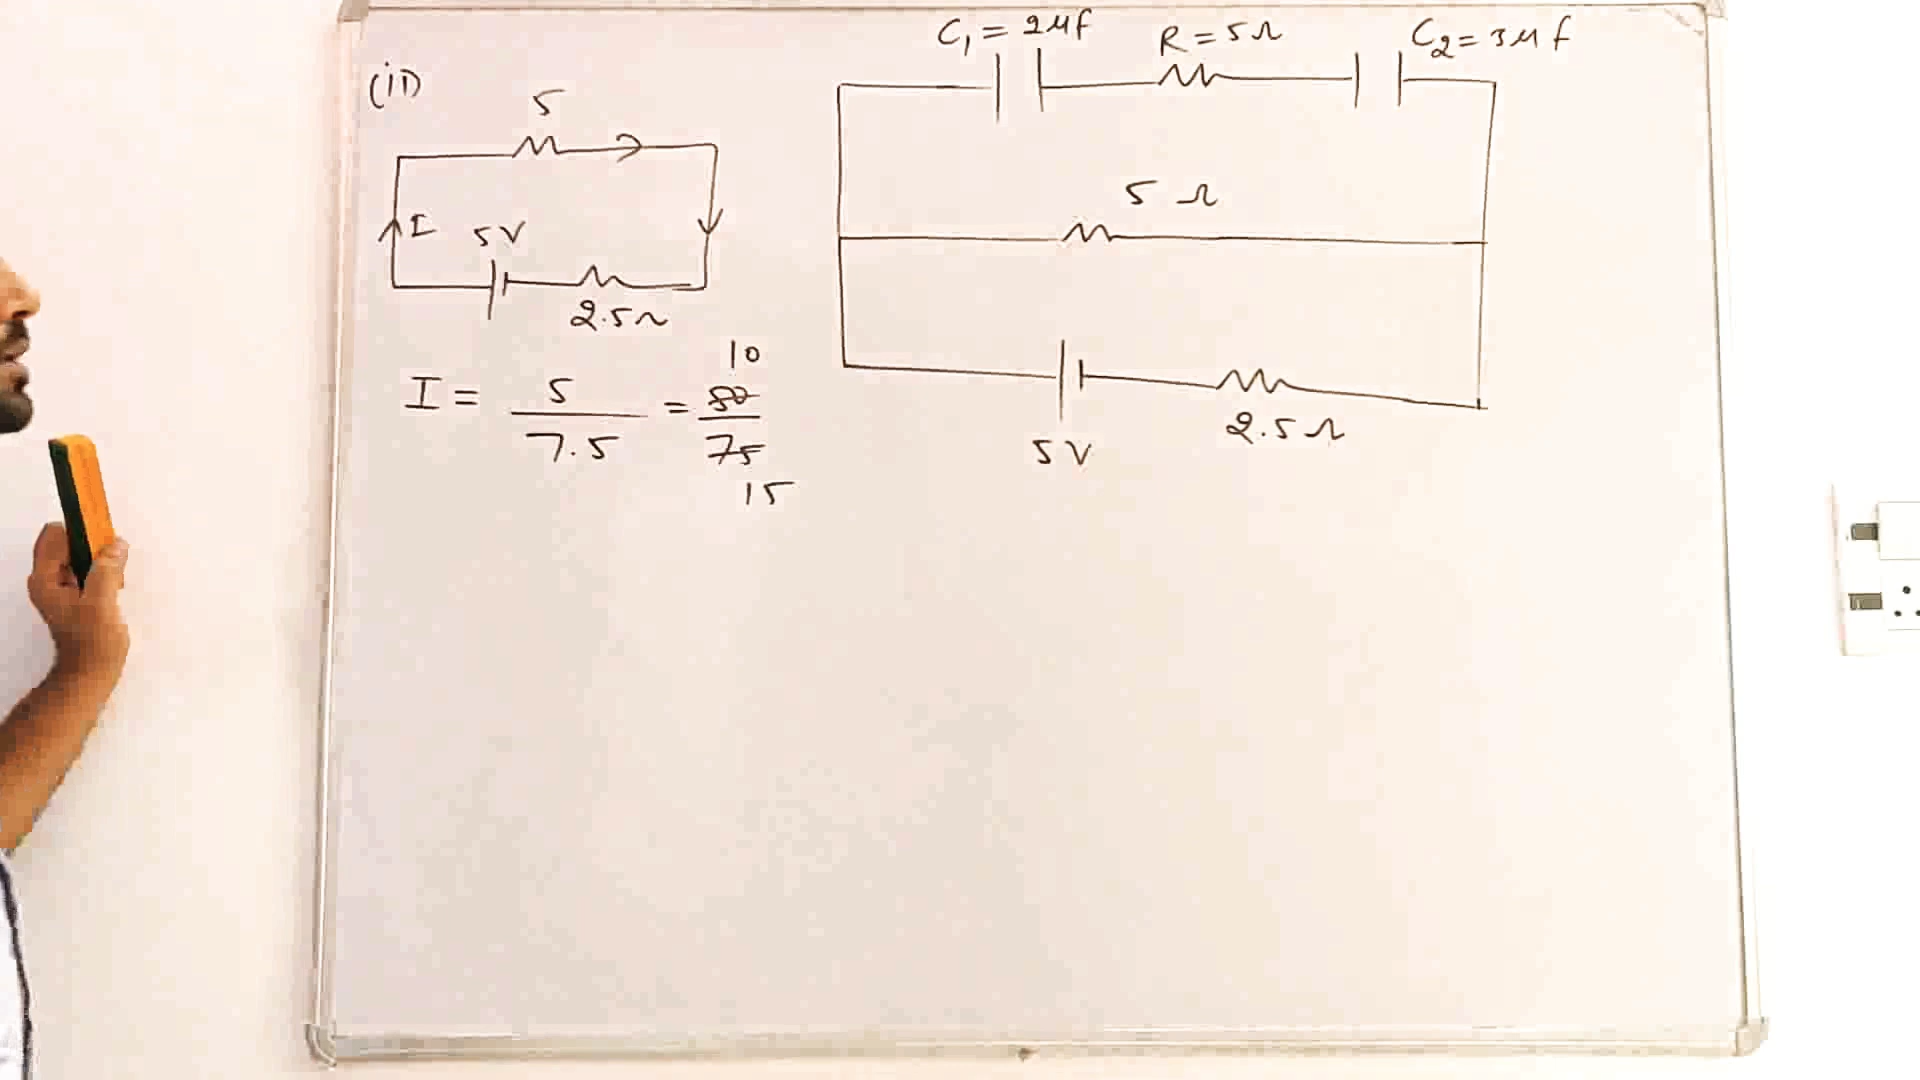 (ii)
5
I
5V
2.5Ω
I = 5/7.5 = 50/75
10
15
C₁ = 2μf
R = 5Ω
C₂ = 3μf
5 Ω
5V
2.5Ω